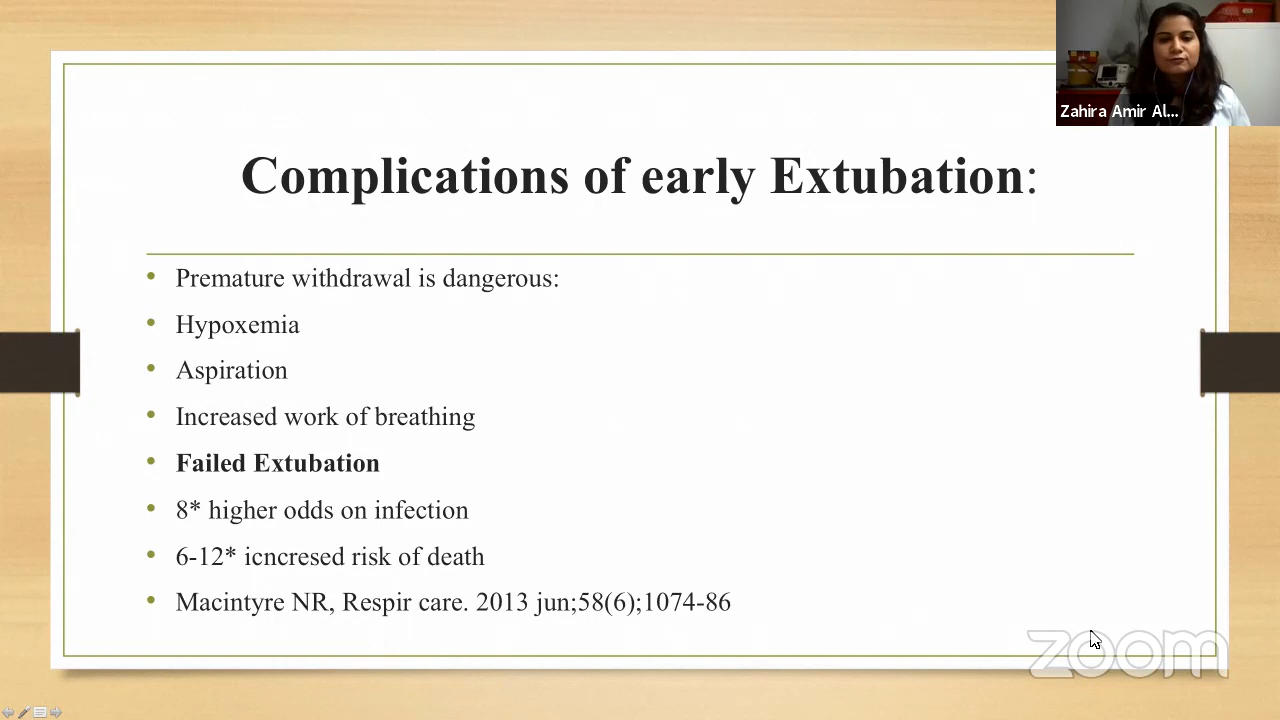 Zahira Amir Al...
Complications of early Extubation:
• Premature withdrawal is dangerous:
• Hypoxemia
• Aspiration
• Increased work of breathing
• Failed Extubation
• 8* higher odds on infection
• 6-12* icncresed risk of death
• Macintyre NR, Respir care. 2013 jun;58(6);1074-86
zoom